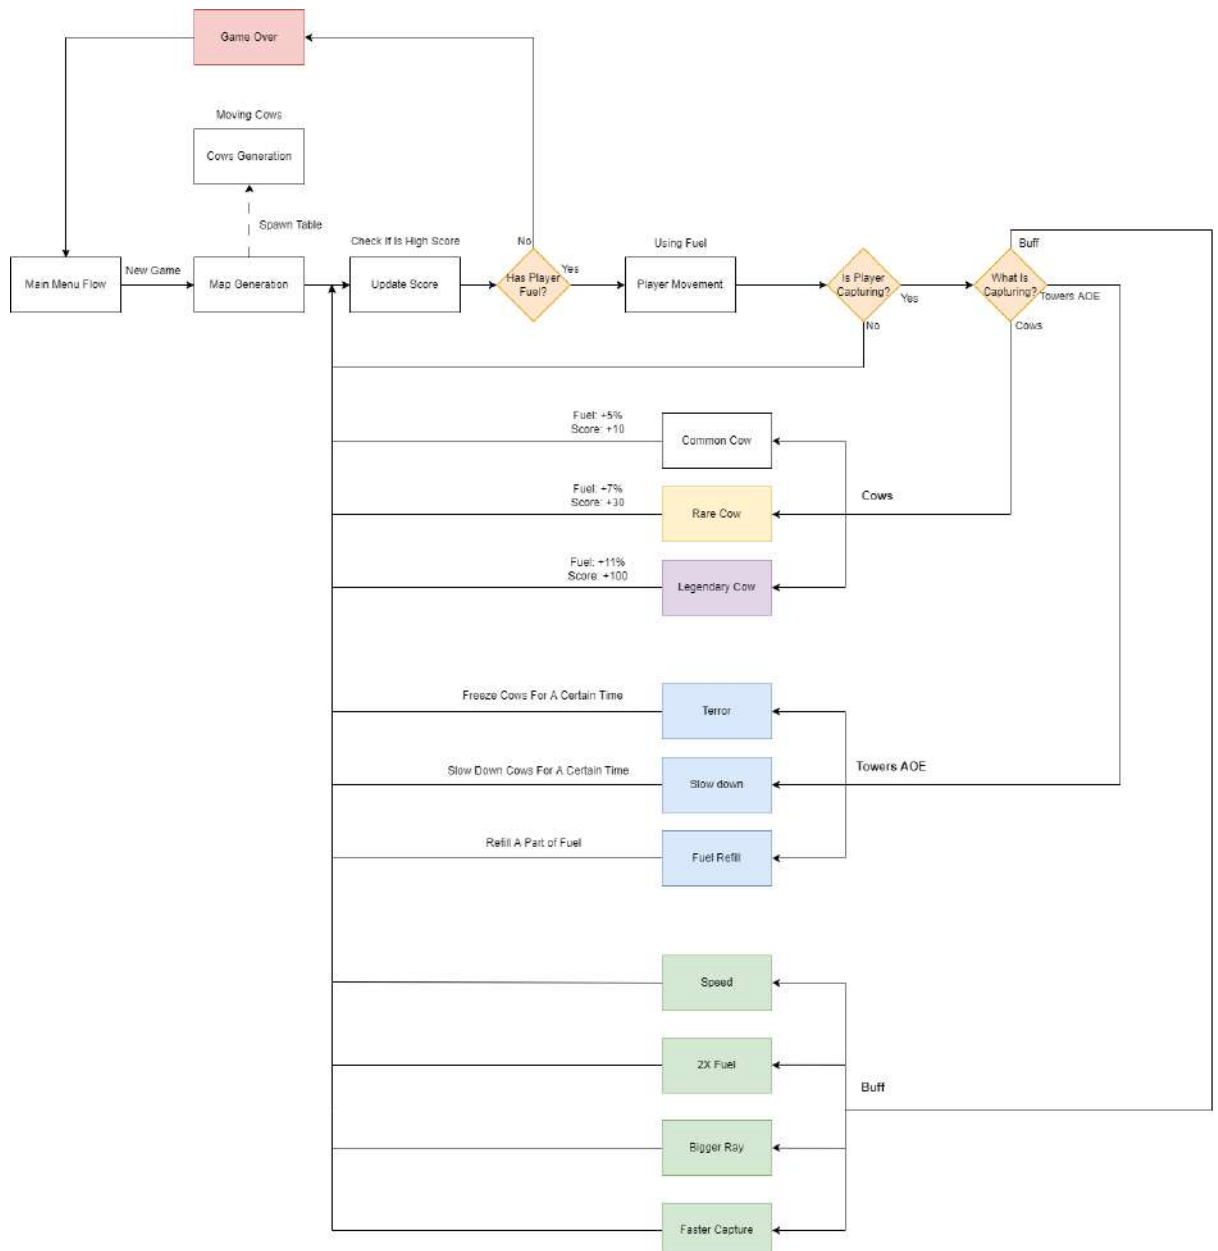 Game Over
Moving Cows
Cows Generation
Spawn Table
Check If Is High Score
No
Using Fuel
Buff
Main Menu Flow
New Game
Map Generation
Update Score
Has Player
Fuel?
Yes
Player Movement
Is Player
Capturing?
Yes
What Is
Capturing?
Towers AOE
No
Cows
Fuel: +5%
Score: +10
Common Cow
Fuel: +7%
Score: +30
Rare Cow
Cows
Fuel: +11%
Score: +100
Legendary Cow
Freeze Cows For A Certain Time
Terror
Slow Down Cows For A Certain Time
Slow down
Towers AOE
Refill A Part of Fuel
Fuel Refill
Speed
2X Fuel
Buff
Bigger Ray
Faster Capture